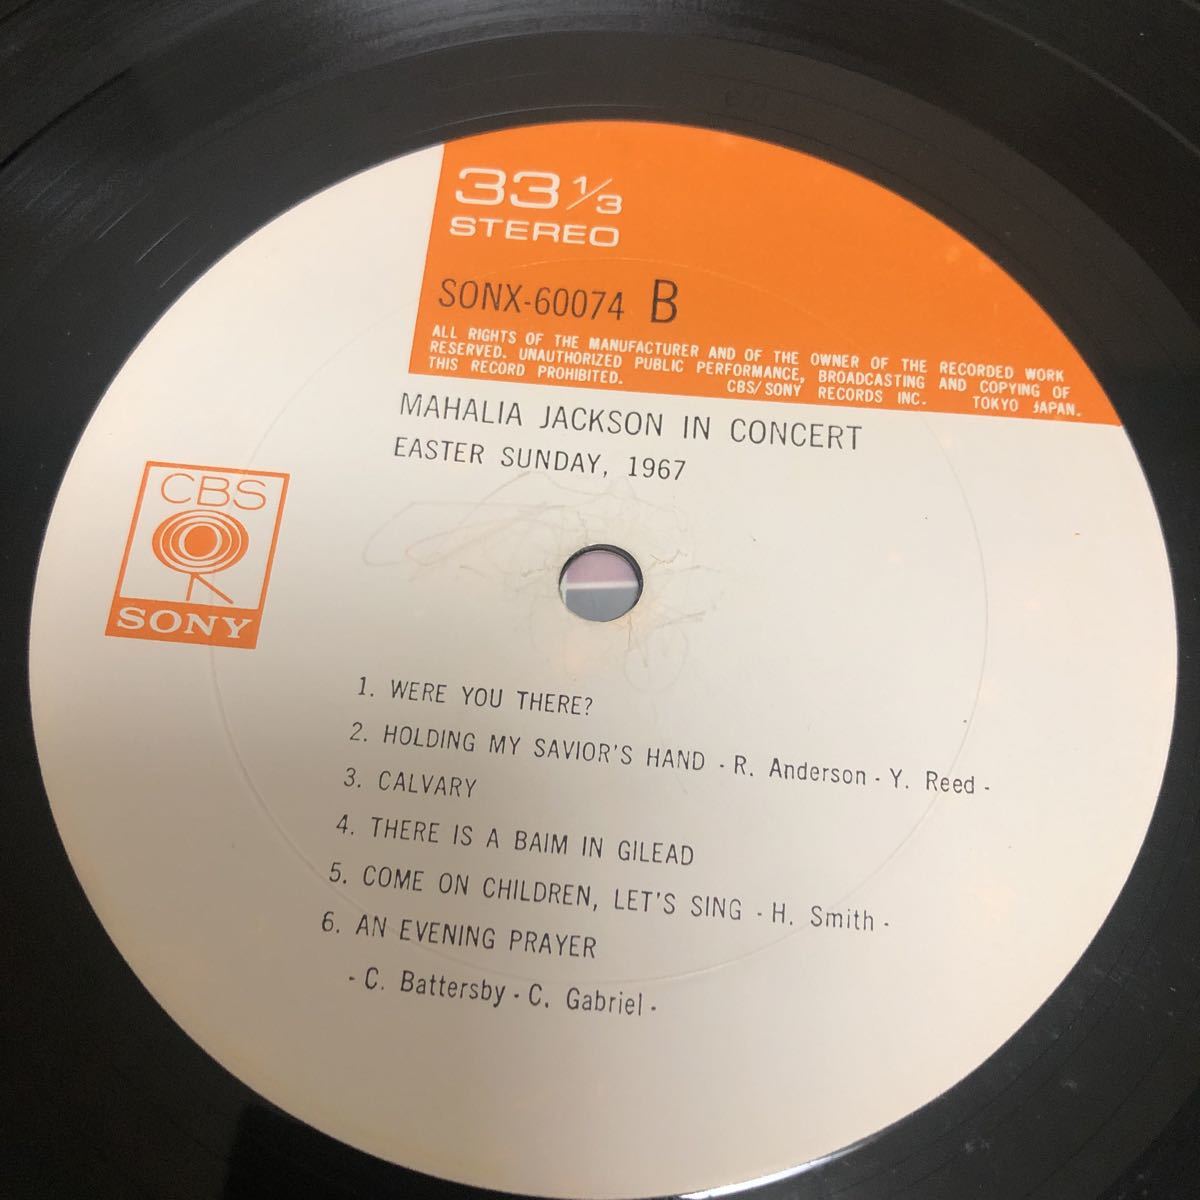 33 1/3
STEREO
SONX-60074 B
ALL RIGHTS OF THE MANUFACTURER AND OF THE OWNER OF THE RECORDED WORK
RESERVED. UNAUTHORIZED PUBLIC PERFORMANCE, BROADCASTING AND COPYING OF
THIS RECORD PROHIBITED. CBS/SONY RECORDS INC. TOKYO JAPAN.
MAHALIA JACKSON IN CONCERT
EASTER SUNDAY, 1967
CBS
SONY
1. WERE YOU THERE?
2. HOLDING MY SAVIOR'S HAND - R. Anderson - Y. Reed -
3. CALVARY
4. THERE IS A BAIM IN GILEAD
5. COME ON CHILDREN, LET'S SING - H. Smith -
6. AN EVENING PRAYER
- C. Battersby - C. Gabriel -